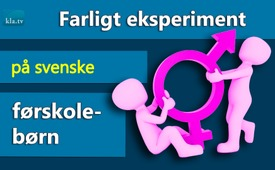 kla.tv
Farligt eksperiment
på svenske
førskole-
børn